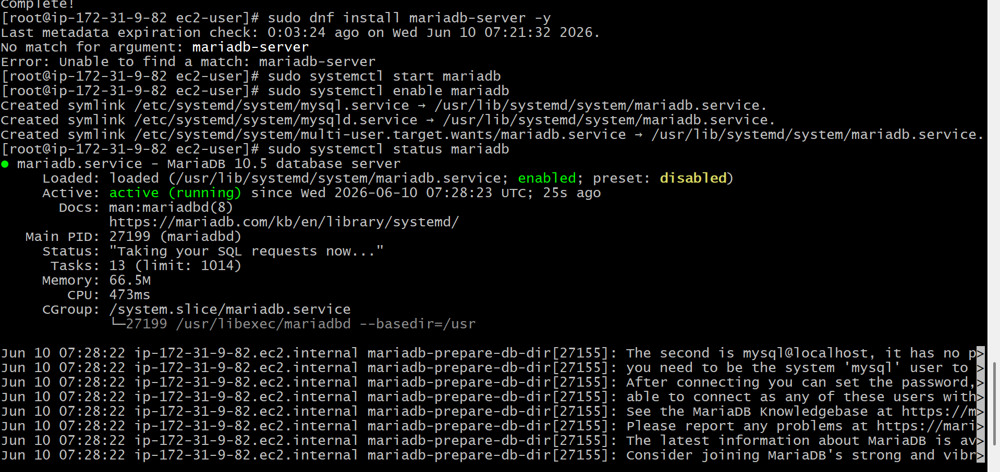 Complete!
[root@ip-172-31-9-82 ec2-user]# sudo dnf install mariadb-server -y
Last metadata expiration check: 0:03:24 ago on Wed Jun 10 07:21:32 2026.
No match for argument: mariadb-server
Error: Unable to find a match: mariadb-server
[root@ip-172-31-9-82 ec2-user]# sudo systemctl start mariadb
[root@ip-172-31-9-82 ec2-user]# sudo systemctl enable mariadb
Created symlink /etc/systemd/system/mysql.service → /usr/lib/systemd/system/mariadb.service.
Created symlink /etc/systemd/system/mysqld.service → /usr/lib/systemd/system/mariadb.service.
Created symlink /etc/systemd/system/multi-user.target.wants/mariadb.service → /usr/lib/systemd/system/mariadb.service.
[root@ip-172-31-9-82 ec2-user]# sudo systemctl status mariadb
● mariadb.service - MariaDB 10.5 database server
Loaded: loaded (/usr/lib/systemd/system/mariadb.service; enabled; preset: disabled)
Active: active (running) since Wed 2026-06-10 07:28:23 UTC; 25s ago
Docs: man:mariadbd(8)
https://mariadb.com/kb/en/library/systemd/
Main PID: 27199 (mariadbd)
Status: "Taking your SQL requests now..."
Tasks: 13 (limit: 1014)
Memory: 66.5M
CPU: 473ms
CGroup: /system.slice/mariadb.service
└─27199 /usr/libexec/mariadbd --basedir=/usr
Jun 10 07:28:22 ip-172-31-9-82.ec2.internal mariadb-prepare-db-dir[27155]: The second is mysql@localhost, it has no p>
Jun 10 07:28:22 ip-172-31-9-82.ec2.internal mariadb-prepare-db-dir[27155]: you need to be the system 'mysql' user to >
Jun 10 07:28:22 ip-172-31-9-82.ec2.internal mariadb-prepare-db-dir[27155]: After connecting you can set the password,>
Jun 10 07:28:22 ip-172-31-9-82.ec2.internal mariadb-prepare-db-dir[27155]: able to connect as any of these users with>
Jun 10 07:28:22 ip-172-31-9-82.ec2.internal mariadb-prepare-db-dir[27155]: See the MariaDB Knowledgebase at https://m>
Jun 10 07:28:22 ip-172-31-9-82.ec2.internal mariadb-prepare-db-dir[27155]: Please report any problems at https://mari>
Jun 10 07:28:22 ip-172-31-9-82.ec2.internal mariadb-prepare-db-dir[27155]: The latest information about MariaDB is av>
Jun 10 07:28:22 ip-172-31-9-82.ec2.internal mariadb-prepare-db-dir[27155]: Consider joining MariaDB's strong and vibr>